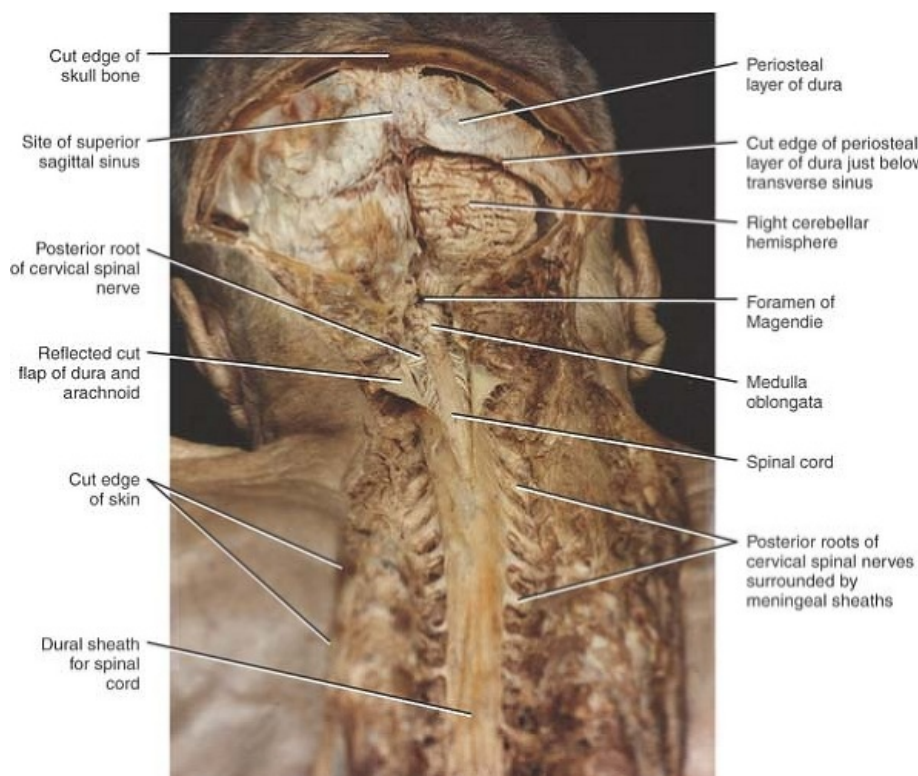 Cut edge of
skull bone
Site of superior
sagittal sinus
Posterior root
of cervical spinal
nerve
Reflected cut
flap of dura and
arachnoid
Cut edge
of skin
Dural sheath
for spinal
cord
Periosteal
layer of dura
Cut edge of periosteal
layer of dura just below
transverse sinus
Right cerebellar
hemisphere
Foramen of
Magendie
Medulla
oblongata
Spinal cord
Posterior roots of
cervical spinal nerves
surrounded by
meningeal sheaths